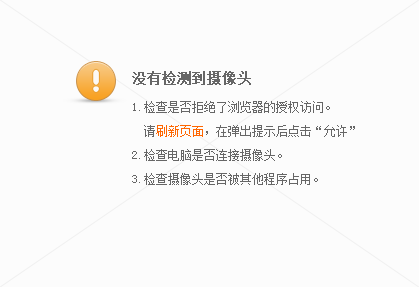 没有检测到摄像头
1. 检查是否拒绝了浏览器的授权访问。
请刷新页面，在弹出提示后点击“允许”
2. 检查电脑是否连接摄像头。
3. 检查摄像头是否被其他程序占用。